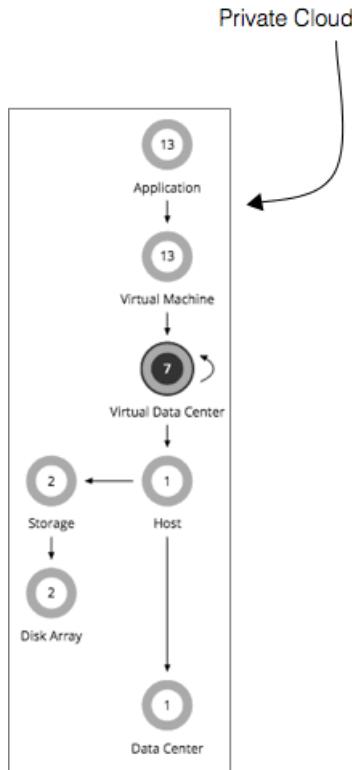 Private Cloud
13
Application
13
Virtual Machine
7
Virtual Data Center
2
1
Storage
Host
2
Disk Array
1
Data Center